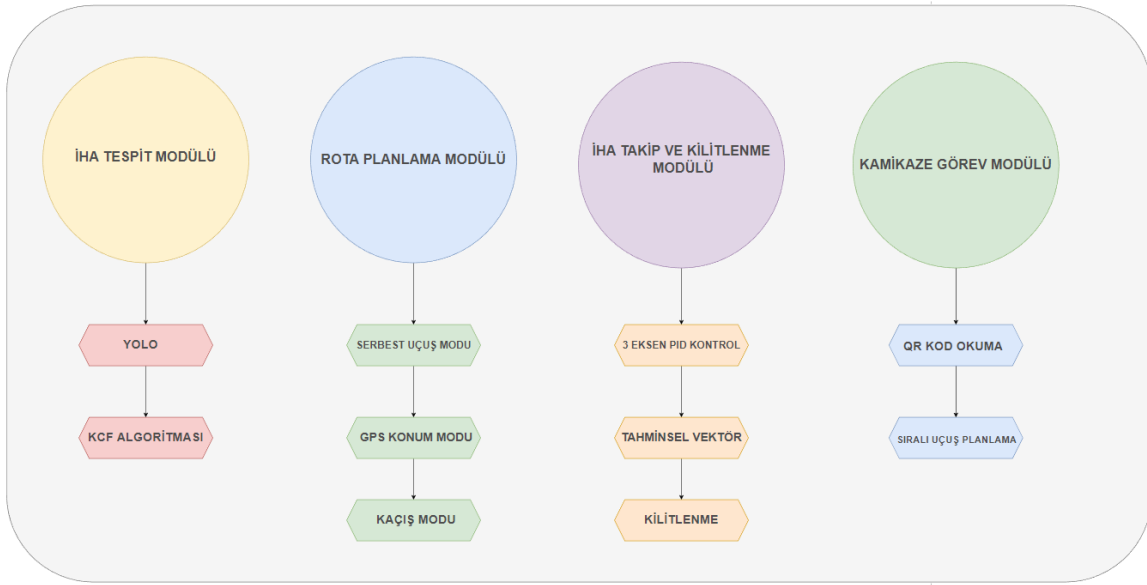 İHA TESPİT MODÜLÜ
ROTA PLANLAMA MODÜLÜ
İHA TAKİP VE KİLİTLENME
MODÜLÜ
KAMİKAZE GÖREV MODÜLÜ
YOLO
SERBEST UÇUŞ MODU
3 EKSEN PID KONTROL
QR KOD OKUMA
KCF ALGORİTMASI
GPS KONUM MODU
TAHMİNSEL VEKTÖR
SIRALI UÇUŞ PLANLAMA
KAÇIŞ MODU
KİLİTLENME